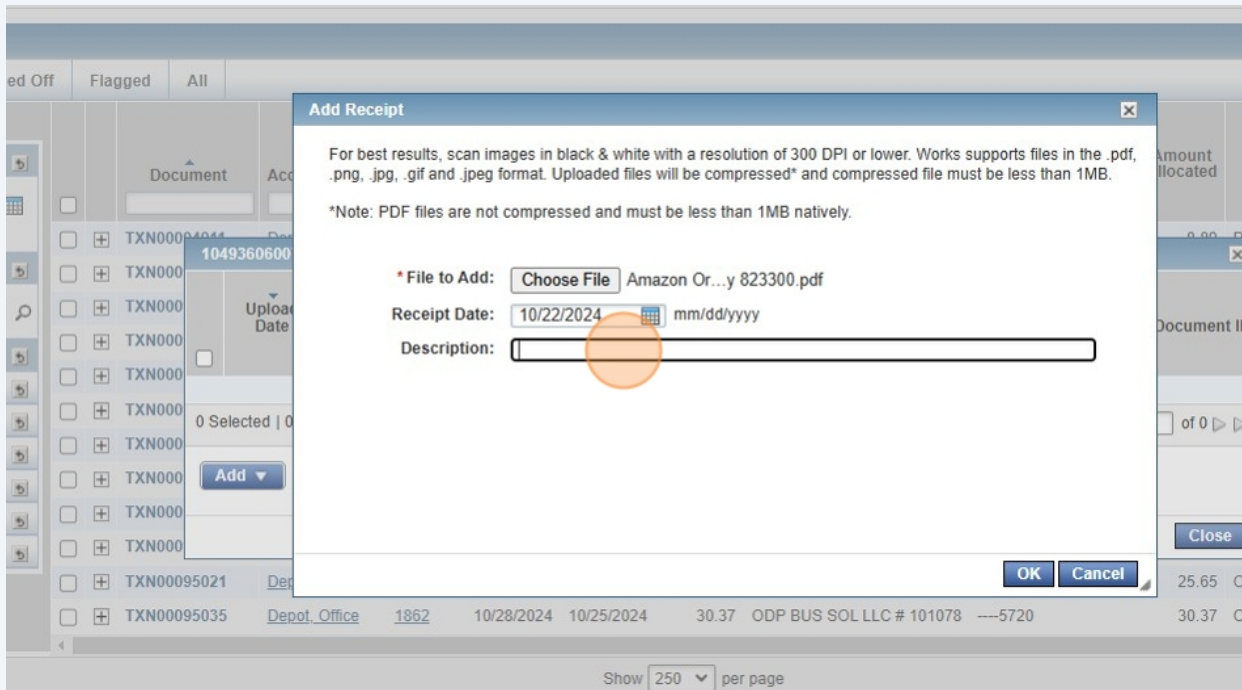 ed Off Flagged All
Add Receipt
For best results, scan images in black & white with a resolution of 300 DPI or lower. Works supports files in the .pdf,
.png, .jpg, .gif and .jpeg format. Uploaded files will be compressed* and compressed file must be less than 1MB.
*Note: PDF files are not compressed and must be less than 1MB natively.
* File to Add: Choose File Amazon Or...y 823300.pdf
Receipt Date: 10/22/2024 mm/dd/yyyy
Description:
OK Cancel
Document Acc
Amount
llocated
TXN00094011
1049360600
TXN000
Upload
Date
Document I
TXN000
TXN000
TXN000
TXN000
0 Selected | 0
of 0
TXN000
TXN000
Add
TXN000
TXN000
Close
TXN00095021 Dep 25.65
TXN00095035 Depot, Office 1862 10/28/2024 10/25/2024 30.37 ODP BUS SOL LLC # 101078 ----5720 30.37
Show 250 per page